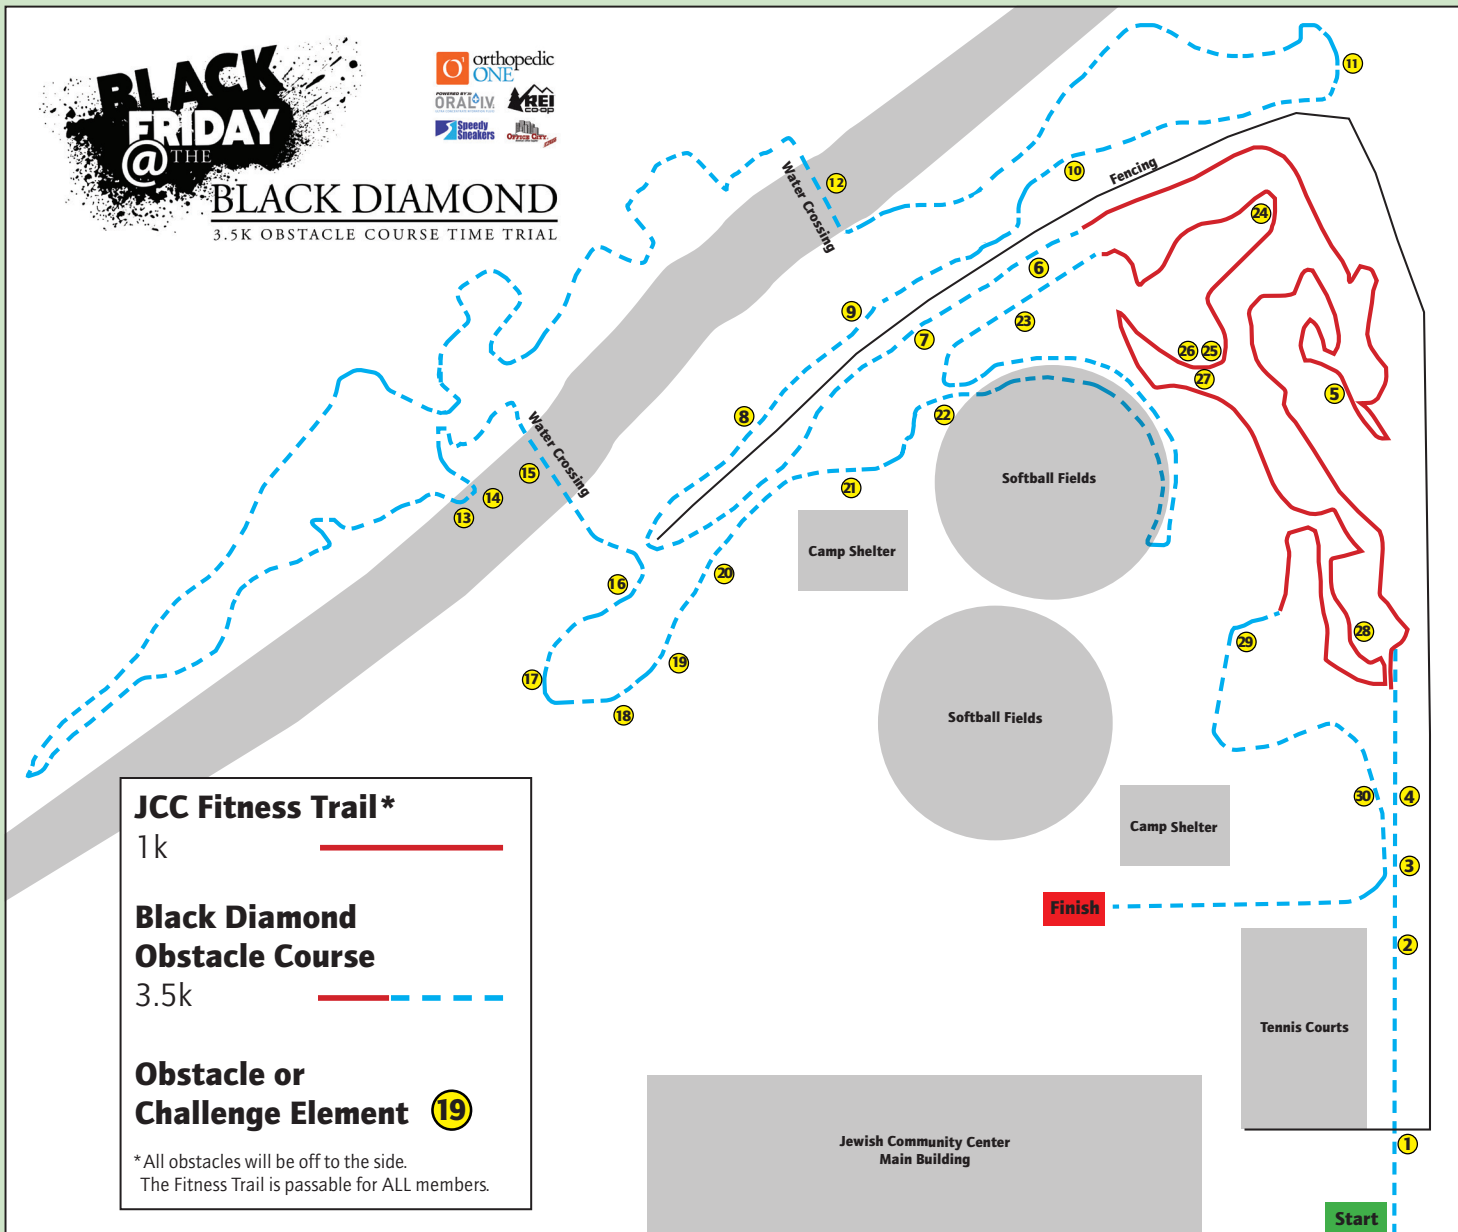 BLACK
FRIDAY
@ THE
BLACK DIAMOND
3.5K OBSTACLE COURSE TIME TRIAL
O'
orthopedic
ONE
POWERED BY
ORAL I.V.
REI
CO·OP
Speedy
Sneakers
OFFICE CITY
11
Water Crossing
12
10
Fencing
24
6
9
23
7
26 25
27
5
8
22
Water Crossing
15
14
13
21
Softball Fields
Camp Shelter
16
20
29
28
19
17
18
Softball Fields
30
4
Camp Shelter
3
Finish
2
Tennis Courts
1
Jewish Community Center
Main Building
Start
JCC Fitness Trail*
1k
Black Diamond
Obstacle Course
3.5k
Obstacle or
Challenge Element 19
*All obstacles will be off to the side.
The Fitness Trail is passable for ALL members.